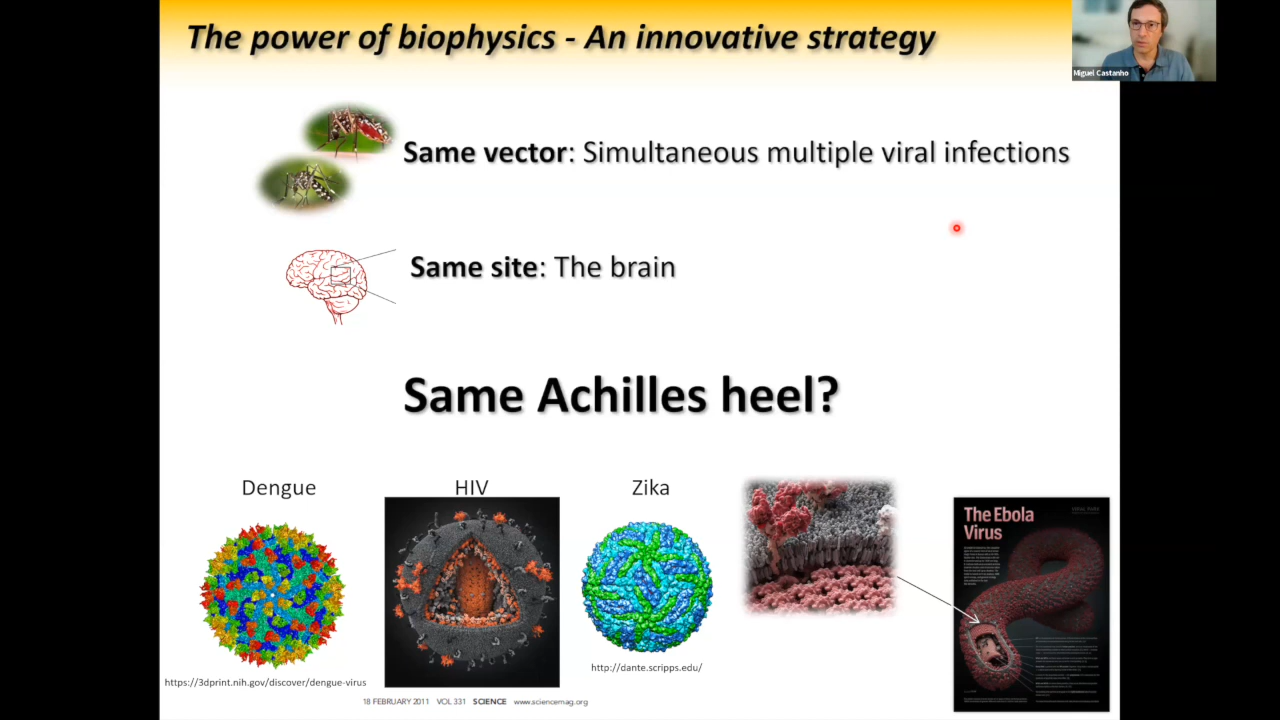 The power of biophysics - An innovative strategy
Miguel Castanho
Same vector: Simultaneous multiple viral infections
Same site: The brain
Same Achilles heel?
Dengue
HIV
Zika
The Ebola
Virus
http://dante.scripps.edu/
https://3dprint.nih.gov/discover/dengue-virus
18 FEBRUARY 2011 VOL 331 SCIENCE www.sciencemag.org